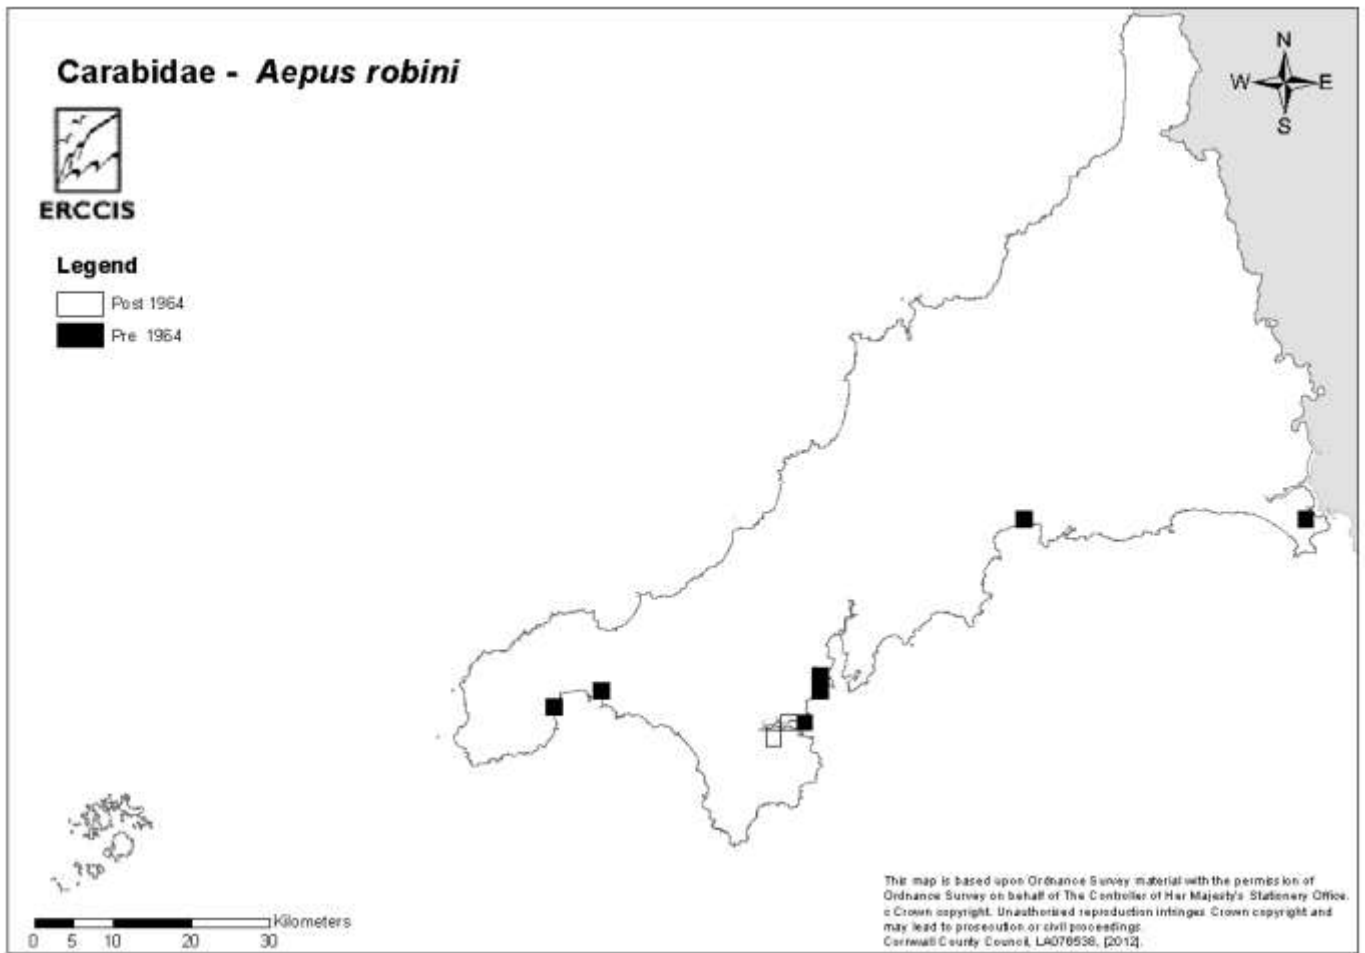 Carabidae - Aepus robini
N
W E
S
ERCCIS
Legend
Post 1964
Pre 1964
This map is based upon Ordnance Survey material with the permission of
Ordnance Survey on behalf of The Controller of Her Majesty's Stationery Office.
c Crown copyright. Unauthorised reproduction infringes Crown copyright and
may lead to prosecution or civil proceedings.
Cornwall County Council, LA076538, [2012].
Kilometers
0 5 10 20 30